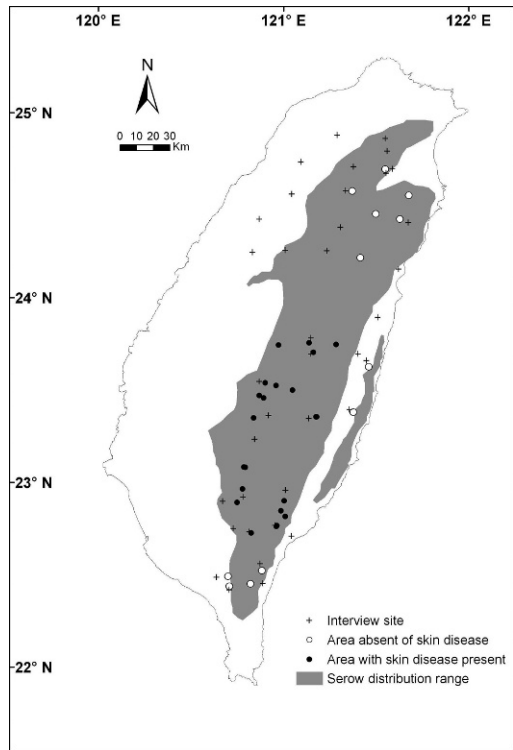 120° E
121° E
122° E
N
0 10 20 30
Km
25° N
24° N
23° N
22° N
Interview site
Area absent of skin disease
Area with skin disease present
Serow distribution range